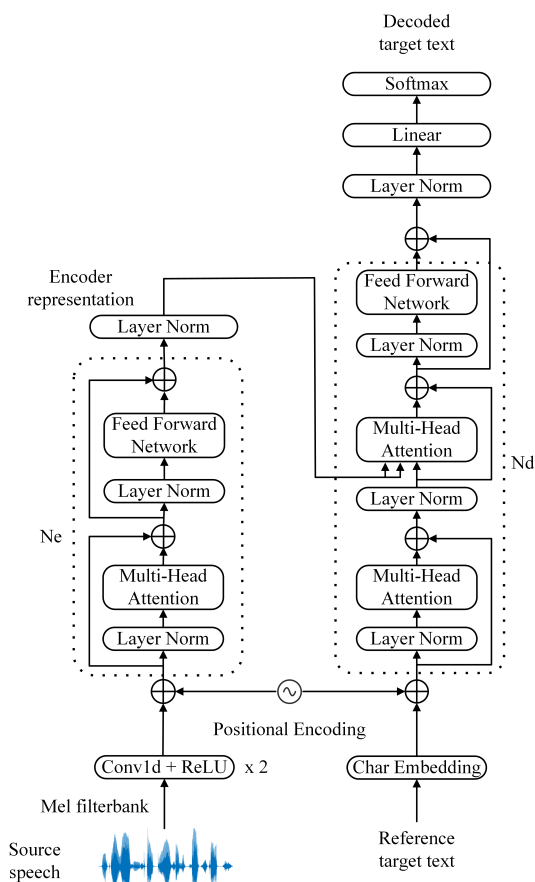 Decoded
target text
Softmax
Linear
Layer Norm
Feed Forward
Network
Layer Norm
Multi-Head
Attention
Layer Norm
Multi-Head
Attention
Layer Norm
Nd
Encoder
representation
Layer Norm
Feed Forward
Network
Layer Norm
Ne
Multi-Head
Attention
Layer Norm
Positional Encoding
Conv1d + ReLU x 2
Char Embedding
Mel filterbank
Source
speech
Reference
target text